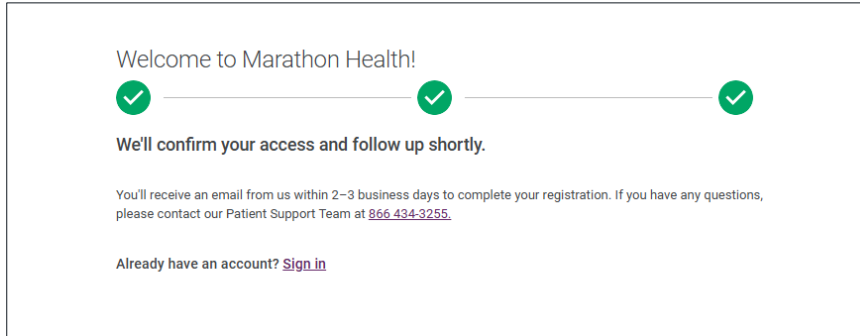 Welcome to Marathon Health!
We'll confirm your access and follow up shortly.
You'll receive an email from us within 2–3 business days to complete your registration. If you have any questions,
please contact our Patient Support Team at 866 434-3255.
Already have an account? Sign in